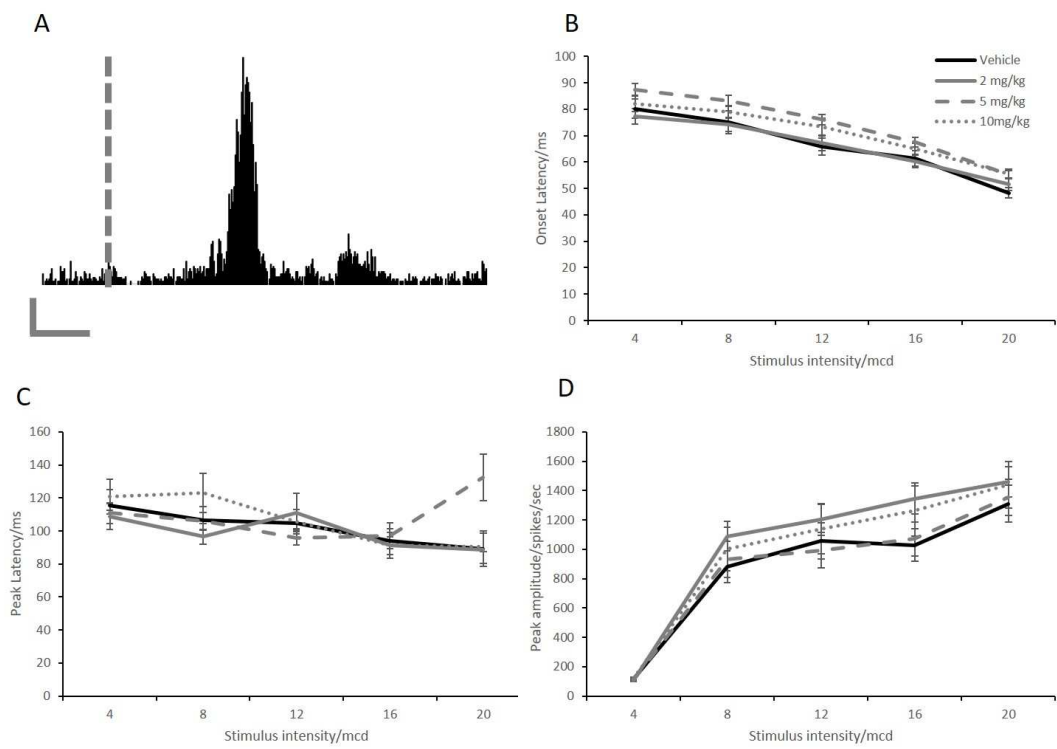 A
B
100
90
80
70
60
50
40
30
20
10
0
Onset Latency/ms
4 8 12 16 20
Stimulus intensity/mcd
Vehicle
2 mg/kg
5 mg/kg
10mg/kg
C
160
140
120
100
80
60
40
20
0
Peak Latency/ms
4 8 12 16 20
Stimulus intensity/mcd
D
1800
1600
1400
1200
1000
800
600
400
200
0
Peak amplitude/spikes/sec
4 8 12 16 20
Stimulus intensity/mcd